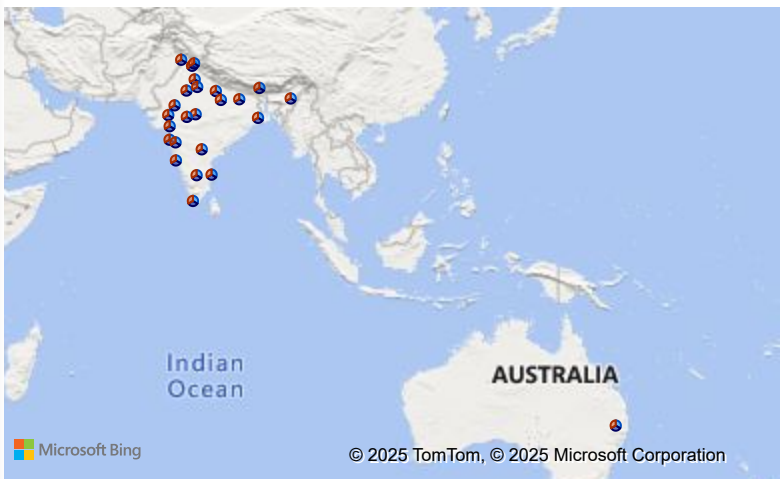 Indian
Ocean
AUSTRALIA
Microsoft Bing
© 2025 TomTom, © 2025 Microsoft Corporation